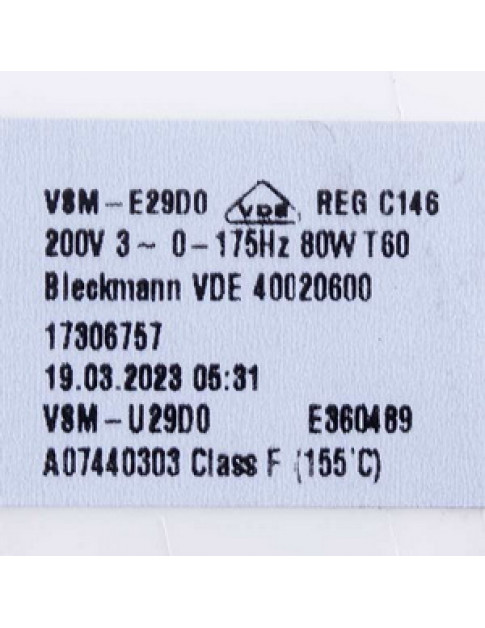 V8M-E29D0 VDE REG C146
200V 3~ 0-175Hz 80W T60
Bleckmann VDE 40020600
17306757
19.03.2023 05:31
V8M-U29D0 E360489
A07440303 Class F (155°C)